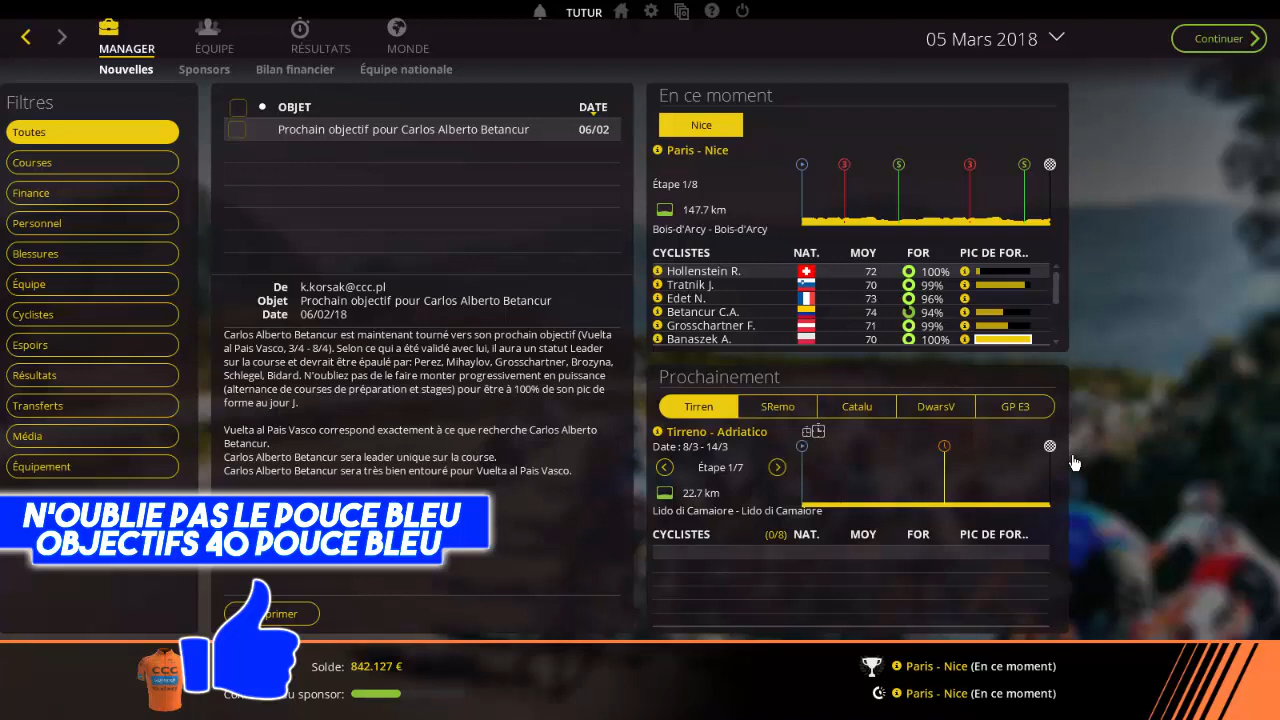 TUTUR
MANAGER
ÉQUIPE
RÉSULTATS
MONDE
05 Mars 2018
Continuer
Nouvelles
Sponsors
Bilan financier
Équipe nationale
Filtres
Toutes
Courses
Finance
Personnel
Blessures
Équipe
Cyclistes
Espoirs
Résultats
Transferts
Média
Équipement
OBJET DATE
Prochain objectif pour Carlos Alberto Betancur 06/02
De k.korsak@ccc.pl
Objet Prochain objectif pour Carlos Alberto Betancur
Date 06/02/18
Carlos Alberto Betancur est maintenant tourné vers son prochain objectif (Vuelta
al Pais Vasco, 3/4 - 8/4). Selon ce qui a été validé avec lui, il aura un statut Leader
sur la course et devrait être épaulé par: Perez, Mihaylov, Grosschartner, Brozyna,
Schlegel, Bidard. N'oubliez pas de le faire monter progressivement en puissance
(alternance de courses de préparation et stages) pour être à 100% de son pic de
forme au jour J.
Vuelta al Pais Vasco correspond exactement à ce que recherche Carlos Alberto
Betancur.
Carlos Alberto Betancur sera leader unique sur la course.
Carlos Alberto Betancur sera très bien entouré pour Vuelta al Pais Vasco.
En ce moment
Nice
Paris - Nice
3 S 3 S
Étape 1/8
147.7 km
Bois-d'Arcy - Bois-d'Arcy
CYCLISTES NAT. MOY FOR PIC DE FOR..
Hollenstein R. 72 100%
Tratnik J. 70 99%
Edet N. 73 96%
Betancur C.A. 74 94%
Grosschartner F. 71 99%
Banaszek A. 70 100%
Prochainement
Tirren SRemo Catalu DwarsV GP E3
Tirreno - Adriatico
Date : 8/3 - 14/3
Étape 1/7
22.7 km
Lido di Camaiore - Lido di Camaiore
CYCLISTES (0/8) NAT. MOY FOR PIC DE FOR..
N'OUBLIE PAS LE POUCE BLEU
OBJECTIFS 40 POUCE BLEU
primer
CCC
Solde: 842.127 €
sponsor:
Paris - Nice (En ce moment)
Paris - Nice (En ce moment)